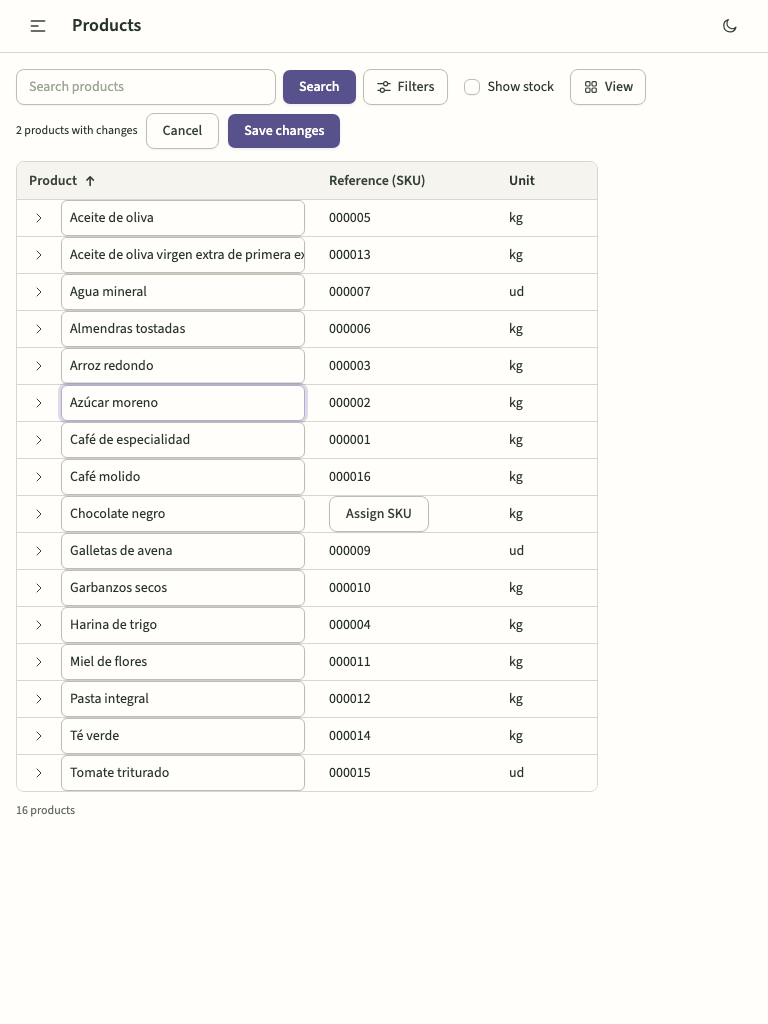 Products
Search products
Search
Filters
Show stock
View
2 products with changes
Cancel
Save changes
Product
Reference (SKU)
Unit
Aceite de oliva 000005 kg
Aceite de oliva virgen extra de primera 000013 kg
Agua mineral 000007 ud
Almendras tostadas 000006 kg
Arroz redondo 000003 kg
Azúcar moreno 000002 kg
Café de especialidad 000001 kg
Café molido 000016 kg
Chocolate negro Assign SKU kg
Galletas de avena 000009 ud
Garbanzos secos 000010 kg
Harina de trigo 000004 kg
Miel de flores 000011 kg
Pasta integral 000012 kg
Té verde 000014 kg
Tomate triturado 000015 ud
16 products